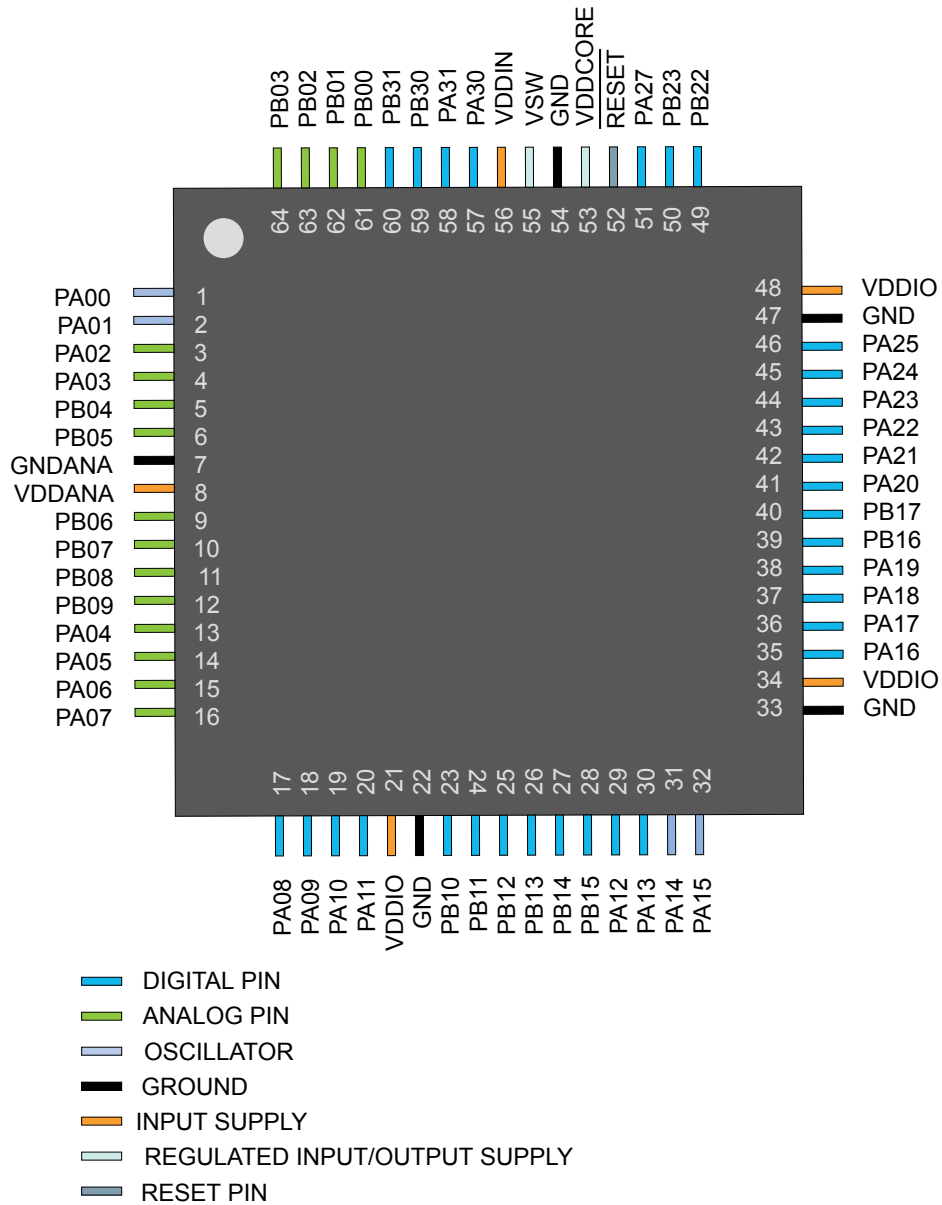 PB03
PB02
PB01
PB00
PB31
PB30
PA31
PA30
VDDIN
VSW
GND
VDDCORE
RESET
PA27
PB23
PB22
64
63
62
61
60
59
58
57
56
55
54
53
52
51
50
49
PA00 1
PA01 2
PA02 3
PA03 4
PB04 5
PB05 6
GNDANA 7
VDDANA 8
PB06 9
PB07 10
PB08 11
PB09 12
PA04 13
PA05 14
PA06 15
PA07 16
48 VDDIO
47 GND
46 PA25
45 PA24
44 PA23
43 PA22
42 PA21
41 PA20
40 PB17
39 PB16
38 PA19
37 PA18
36 PA17
35 PA16
34 VDDIO
33 GND
17
18
19
20
21
22
23
24
25
26
27
28
29
30
31
32
PA08
PA09
PA10
PA11
VDDIO
GND
PB10
PB11
PB12
PB13
PB14
PB15
PA12
PA13
PA14
PA15
DIGITAL PIN
ANALOG PIN
OSCILLATOR
GROUND
INPUT SUPPLY
REGULATED INPUT/OUTPUT SUPPLY
RESET PIN